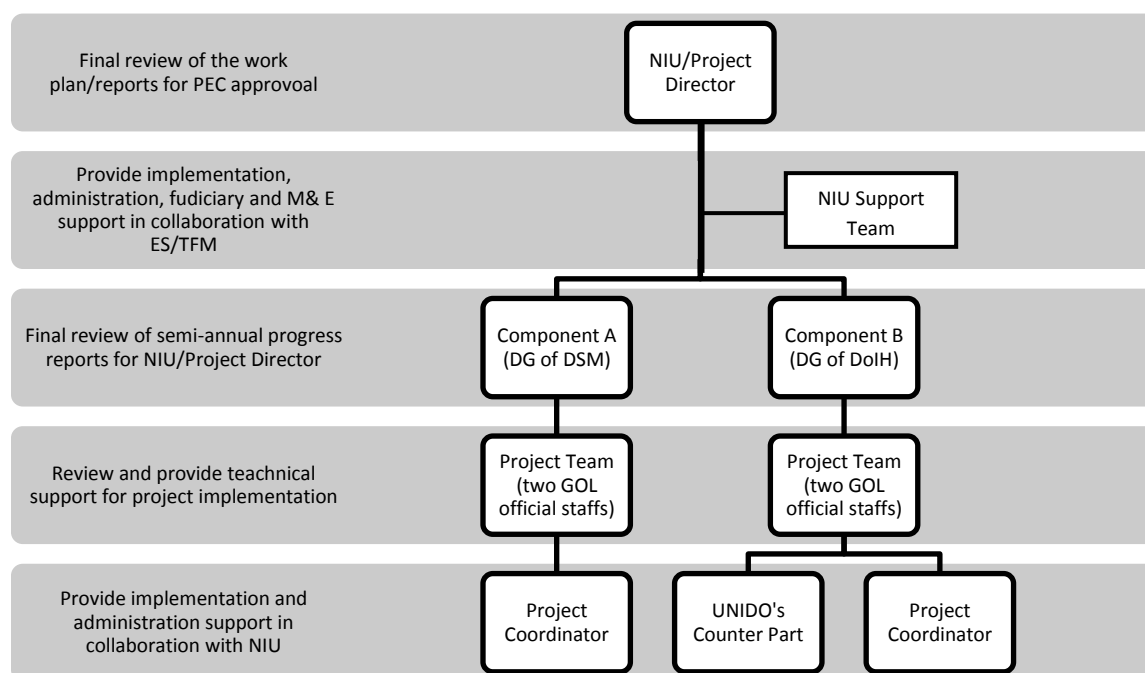 Final review of the work
plan/reports for PEC approvoal
NIU/Project
Director
Provide implementation,
administration, fudiciary and M& E
support in collaboration with
ES/TFM
NIU Support
Team
Final review of semi-annual progress
reports for NIU/Project Director
Component A
(DG of DSM)
Component B
(DG of DoIH)
Review and provide teachnical
support for project implementation
Project Team
(two GOL
official staffs)
Project Team
(two GOL
official staffs)
Provide implementation and
administration support in
collaboration with NIU
Project
Coordinator
UNIDO's
Counter Part
Project
Coordinator